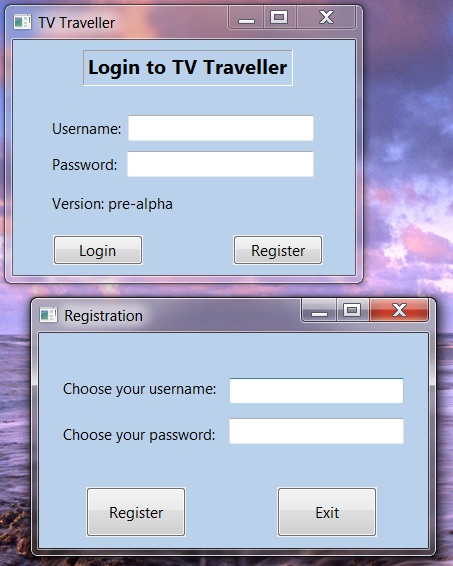 TV Traveller
Login to TV Traveller
Username:
Password:
Version: pre-alpha
Login Register
Registration
Choose your username:
Choose your password:
Register Exit